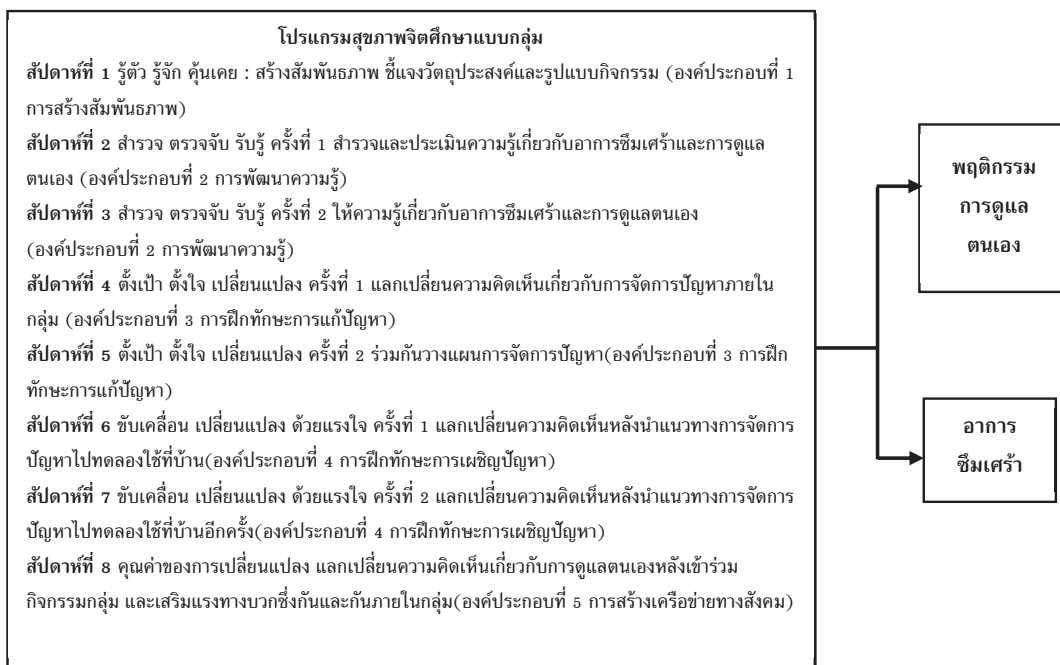 โปรแกรมสุขภาพจิตศึกษาแบบกลุ่ม
สัปดาห์ที่ 1 รู้ตัว รู้จัก คุ้นเคย : สร้างสัมพันธภาพ ชี้แจงวัตถุประสงค์และรูปแบบกิจกรรม (องค์ประกอบที่ 1
การสร้างสัมพันธภาพ)
สัปดาห์ที่ 2 สำรวจ ตรวจจับ รับรู้ ครั้งที่ 1 สำรวจและประเมินความรู้เกี่ยวกับอาการซึมเศร้าและการดูแล
ตนเอง (องค์ประกอบที่ 2 การพัฒนาความรู้)
สัปดาห์ที่ 3 สำรวจ ตรวจจับ รับรู้ ครั้งที่ 2 ให้ความรู้เกี่ยวกับอาการซึมเศร้าและการดูแลตนเอง
(องค์ประกอบที่ 2 การพัฒนาความรู้)
สัปดาห์ที่ 4 ตั้งเป้า ตั้งใจ เปลี่ยนแปลง ครั้งที่ 1 แลกเปลี่ยนความคิดเห็นเกี่ยวกับการจัดการปัญหาภายใน
กลุ่ม (องค์ประกอบที่ 3 การฝึกทักษะการแก้ปัญหา)
สัปดาห์ที่ 5 ตั้งเป้า ตั้งใจ เปลี่ยนแปลง ครั้งที่ 2 ร่วมกันวางแผนการจัดการปัญหา(องค์ประกอบที่ 3 การฝึก
ทักษะการแก้ปัญหา)
สัปดาห์ที่ 6 ขับเคลื่อน เปลี่ยนแปลง ด้วยแรงใจ ครั้งที่ 1 แลกเปลี่ยนความคิดเห็นหลังนำแนวทางการจัดการ
ปัญหาไปทดลองใช้ที่บ้าน(องค์ประกอบที่ 4 การฝึกทักษะการเผชิญปัญหา)
สัปดาห์ที่ 7 ขับเคลื่อน เปลี่ยนแปลง ด้วยแรงใจ ครั้งที่ 2 แลกเปลี่ยนความคิดเห็นหลังนำแนวทางการจัดการ
ปัญหาไปทดลองใช้ที่บ้านอีกครั้ง(องค์ประกอบที่ 4 การฝึกทักษะการเผชิญปัญหา)
สัปดาห์ที่ 8 คุณค่าของการเปลี่ยนแปลง แลกเปลี่ยนความคิดเห็นเกี่ยวกับการดูแลตนเองหลังเข้าร่วม
กิจกรรมกลุ่ม และเสริมแรงทางบวกซึ่งกันและกันภายในกลุ่ม(องค์ประกอบที่ 5 การสร้างเครือข่ายทางสังคม)
พฤติกรรม
การดูแล
ตนเอง
อาการ
ซึมเศร้า